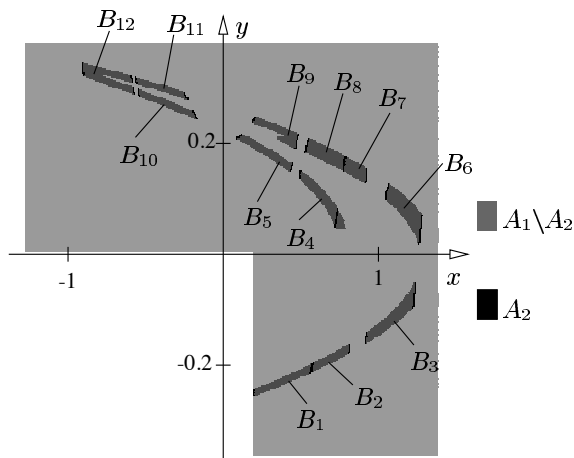 B₁₂
B₁₁
y
B₉
B₈
B₇
0.2
B₁₀
B₆
B₅
B₄
A₁\A₂
-1
1
x
A₂
-0.2
B₃
B₂
B₁